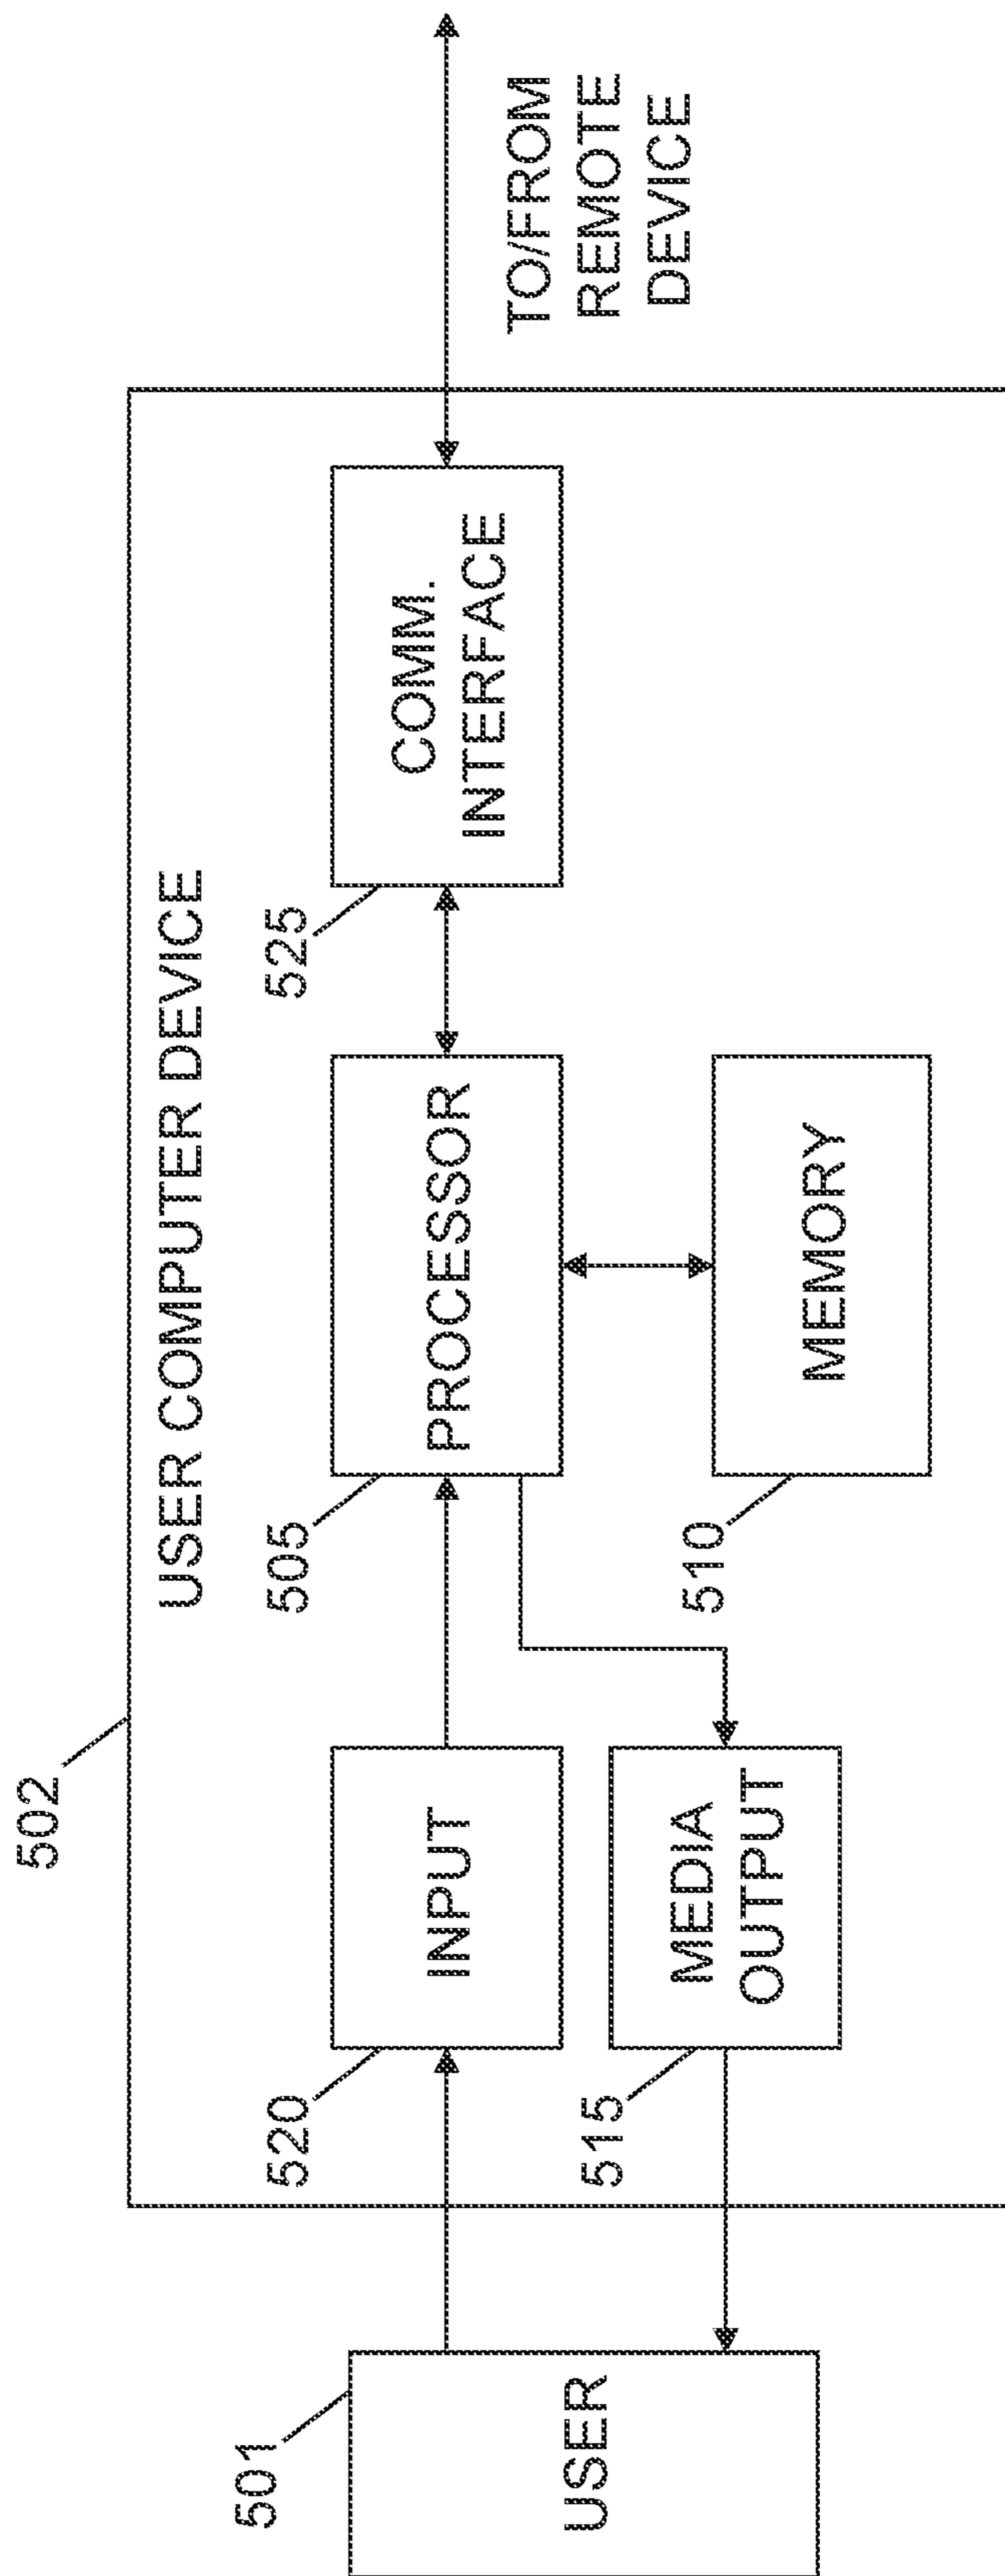 502
USER COMPUTER DEVICE
501
USER
520
INPUT
515
MEDIA
OUTPUT
505
PROCESSOR
510
MEMORY
525
COMM.
INTERFACE
TO/FROM
REMOTE
DEVICE